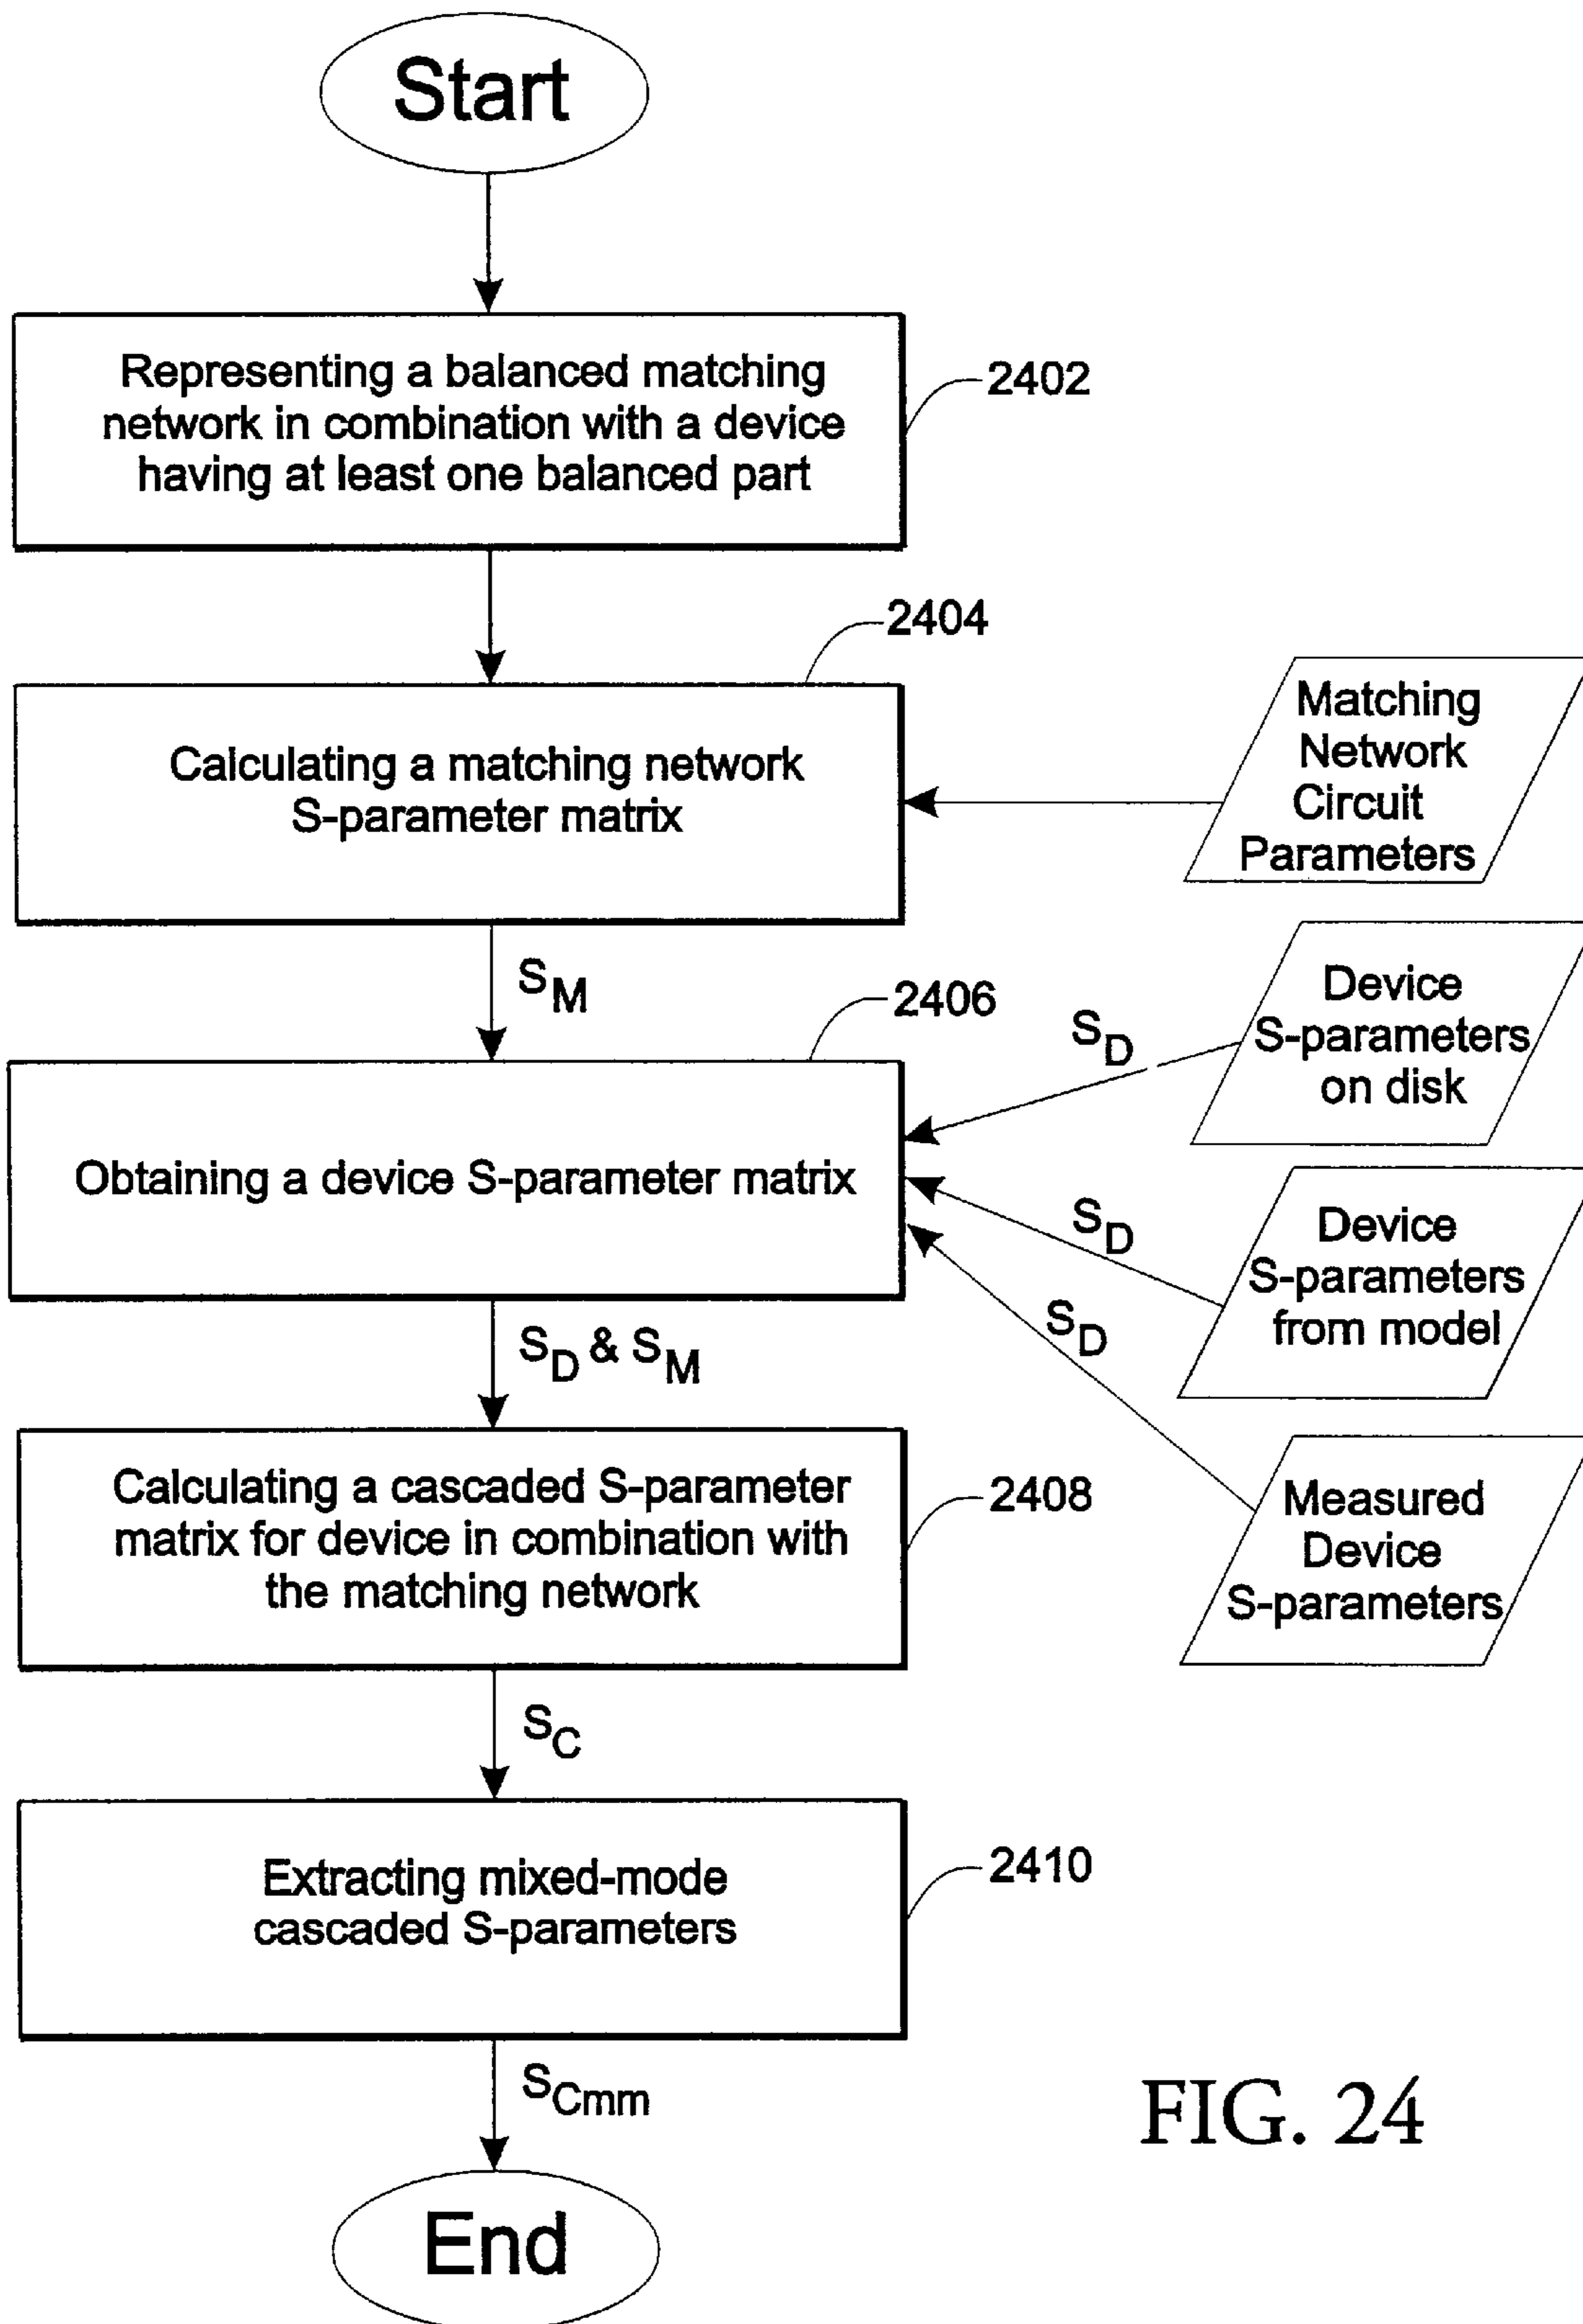 Start
Representing a balanced matching
network in combination with a device
having at least one balanced part
2402
2404
Calculating a matching network
S-parameter matrix
Matching
Network
Circuit
Parameters
SM
2406
Obtaining a device S-parameter matrix
SD
Device
S-parameters
on disk
SD
Device
S-parameters
from model
SD
Measured
Device
S-parameters
SD & SM
Calculating a cascaded S-parameter
matrix for device in combination with
the matching network
2408
SC
Extracting mixed-mode
cascaded S-parameters
2410
SCmm
End
FIG. 24